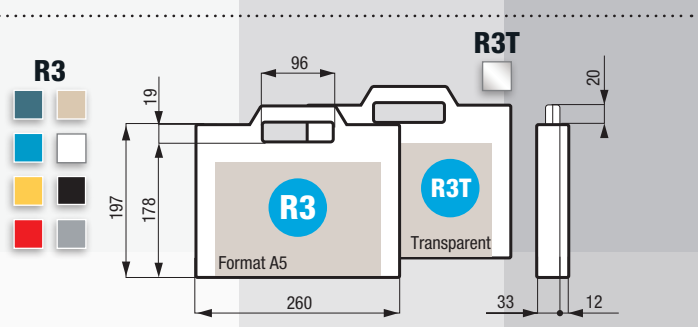 R3T
R3
96
20
19
197
178
R3
R3T
Transparent
Format A5
260
33
12